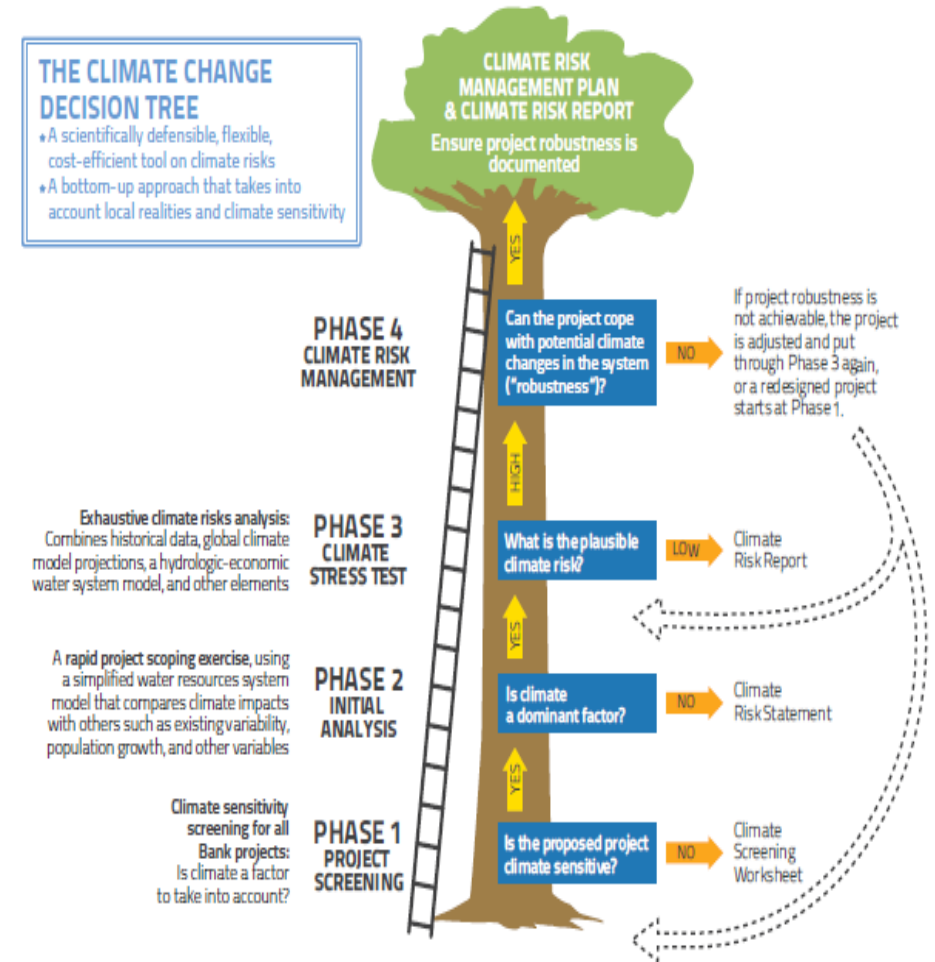 THE CLIMATE CHANGE
DECISION TREE
*A scientifically defensible, flexible,
cost-efficient tool on climate risks
*A bottom-up approach that takes into
account local realities and climate sensitivity
CLIMATE RISK
MANAGEMENT PLAN
& CLIMATE RISK REPORT
Ensure project robustness is
documented
YES
PHASE 4
CLIMATE RISK
MANAGEMENT
Can the project cope
with potential climate
changes in the system
("robustness")?
NO
If project robustness is
not achievable, the project
is adjusted and put
through Phase 3 again,
or a redesigned project
starts at Phase 1.
HIGH
Exhaustive climate risks analysis:
Combines historical data, global climate
model projections, a hydrologic-economic
water system model, and other elements
PHASE 3
CLIMATE
STRESS TEST
What is the plausible
climate risk?
LOW
Climate
Risk Report
YES
A rapid project scoping exercise, using
a simplified water resources system
model that compares climate impacts
with others such as existing variability,
population growth, and other variables
PHASE 2
INITIAL
ANALYSIS
Is climate
a dominant factor?
NO
Climate
Risk Statement
YES
Climate sensitivity
screening for all
Bank projects:
Is climate a factor
to take into account?
PHASE 1
PROJECT
SCREENING
Is the proposed project
climate sensitive?
NO
Climate
Screening
Worksheet